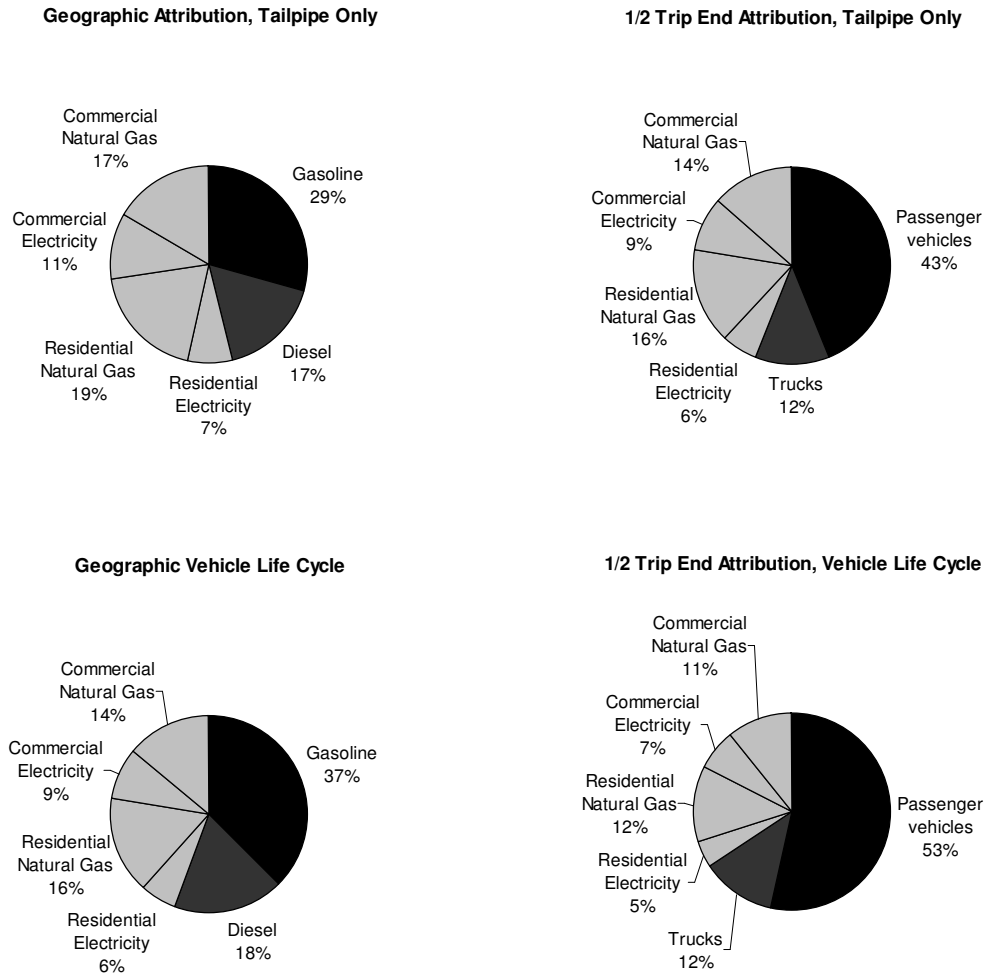 Geographic Attribution, Tailpipe Only
Commercial
Natural Gas
17%
Gasoline
29%
Commercial
Electricity
11%
Residential
Natural Gas
19%
Diesel
17%
Residential
Electricity
7%
1/2 Trip End Attribution, Tailpipe Only
Commercial
Natural Gas
14%
Commercial
Electricity
9%
Passenger
vehicles
43%
Residential
Natural Gas
16%
Residential
Electricity
6%
Trucks
12%
Geographic Vehicle Life Cycle
Commercial
Natural Gas
14%
Gasoline
37%
Commercial
Electricity
9%
Residential
Natural Gas
16%
Residential
Electricity
6%
Diesel
18%
1/2 Trip End Attribution, Vehicle Life Cycle
Commercial
Natural Gas
11%
Commercial
Electricity
7%
Residential
Natural Gas
12%
Passenger
vehicles
53%
Residential
Electricity
5%
Trucks
12%